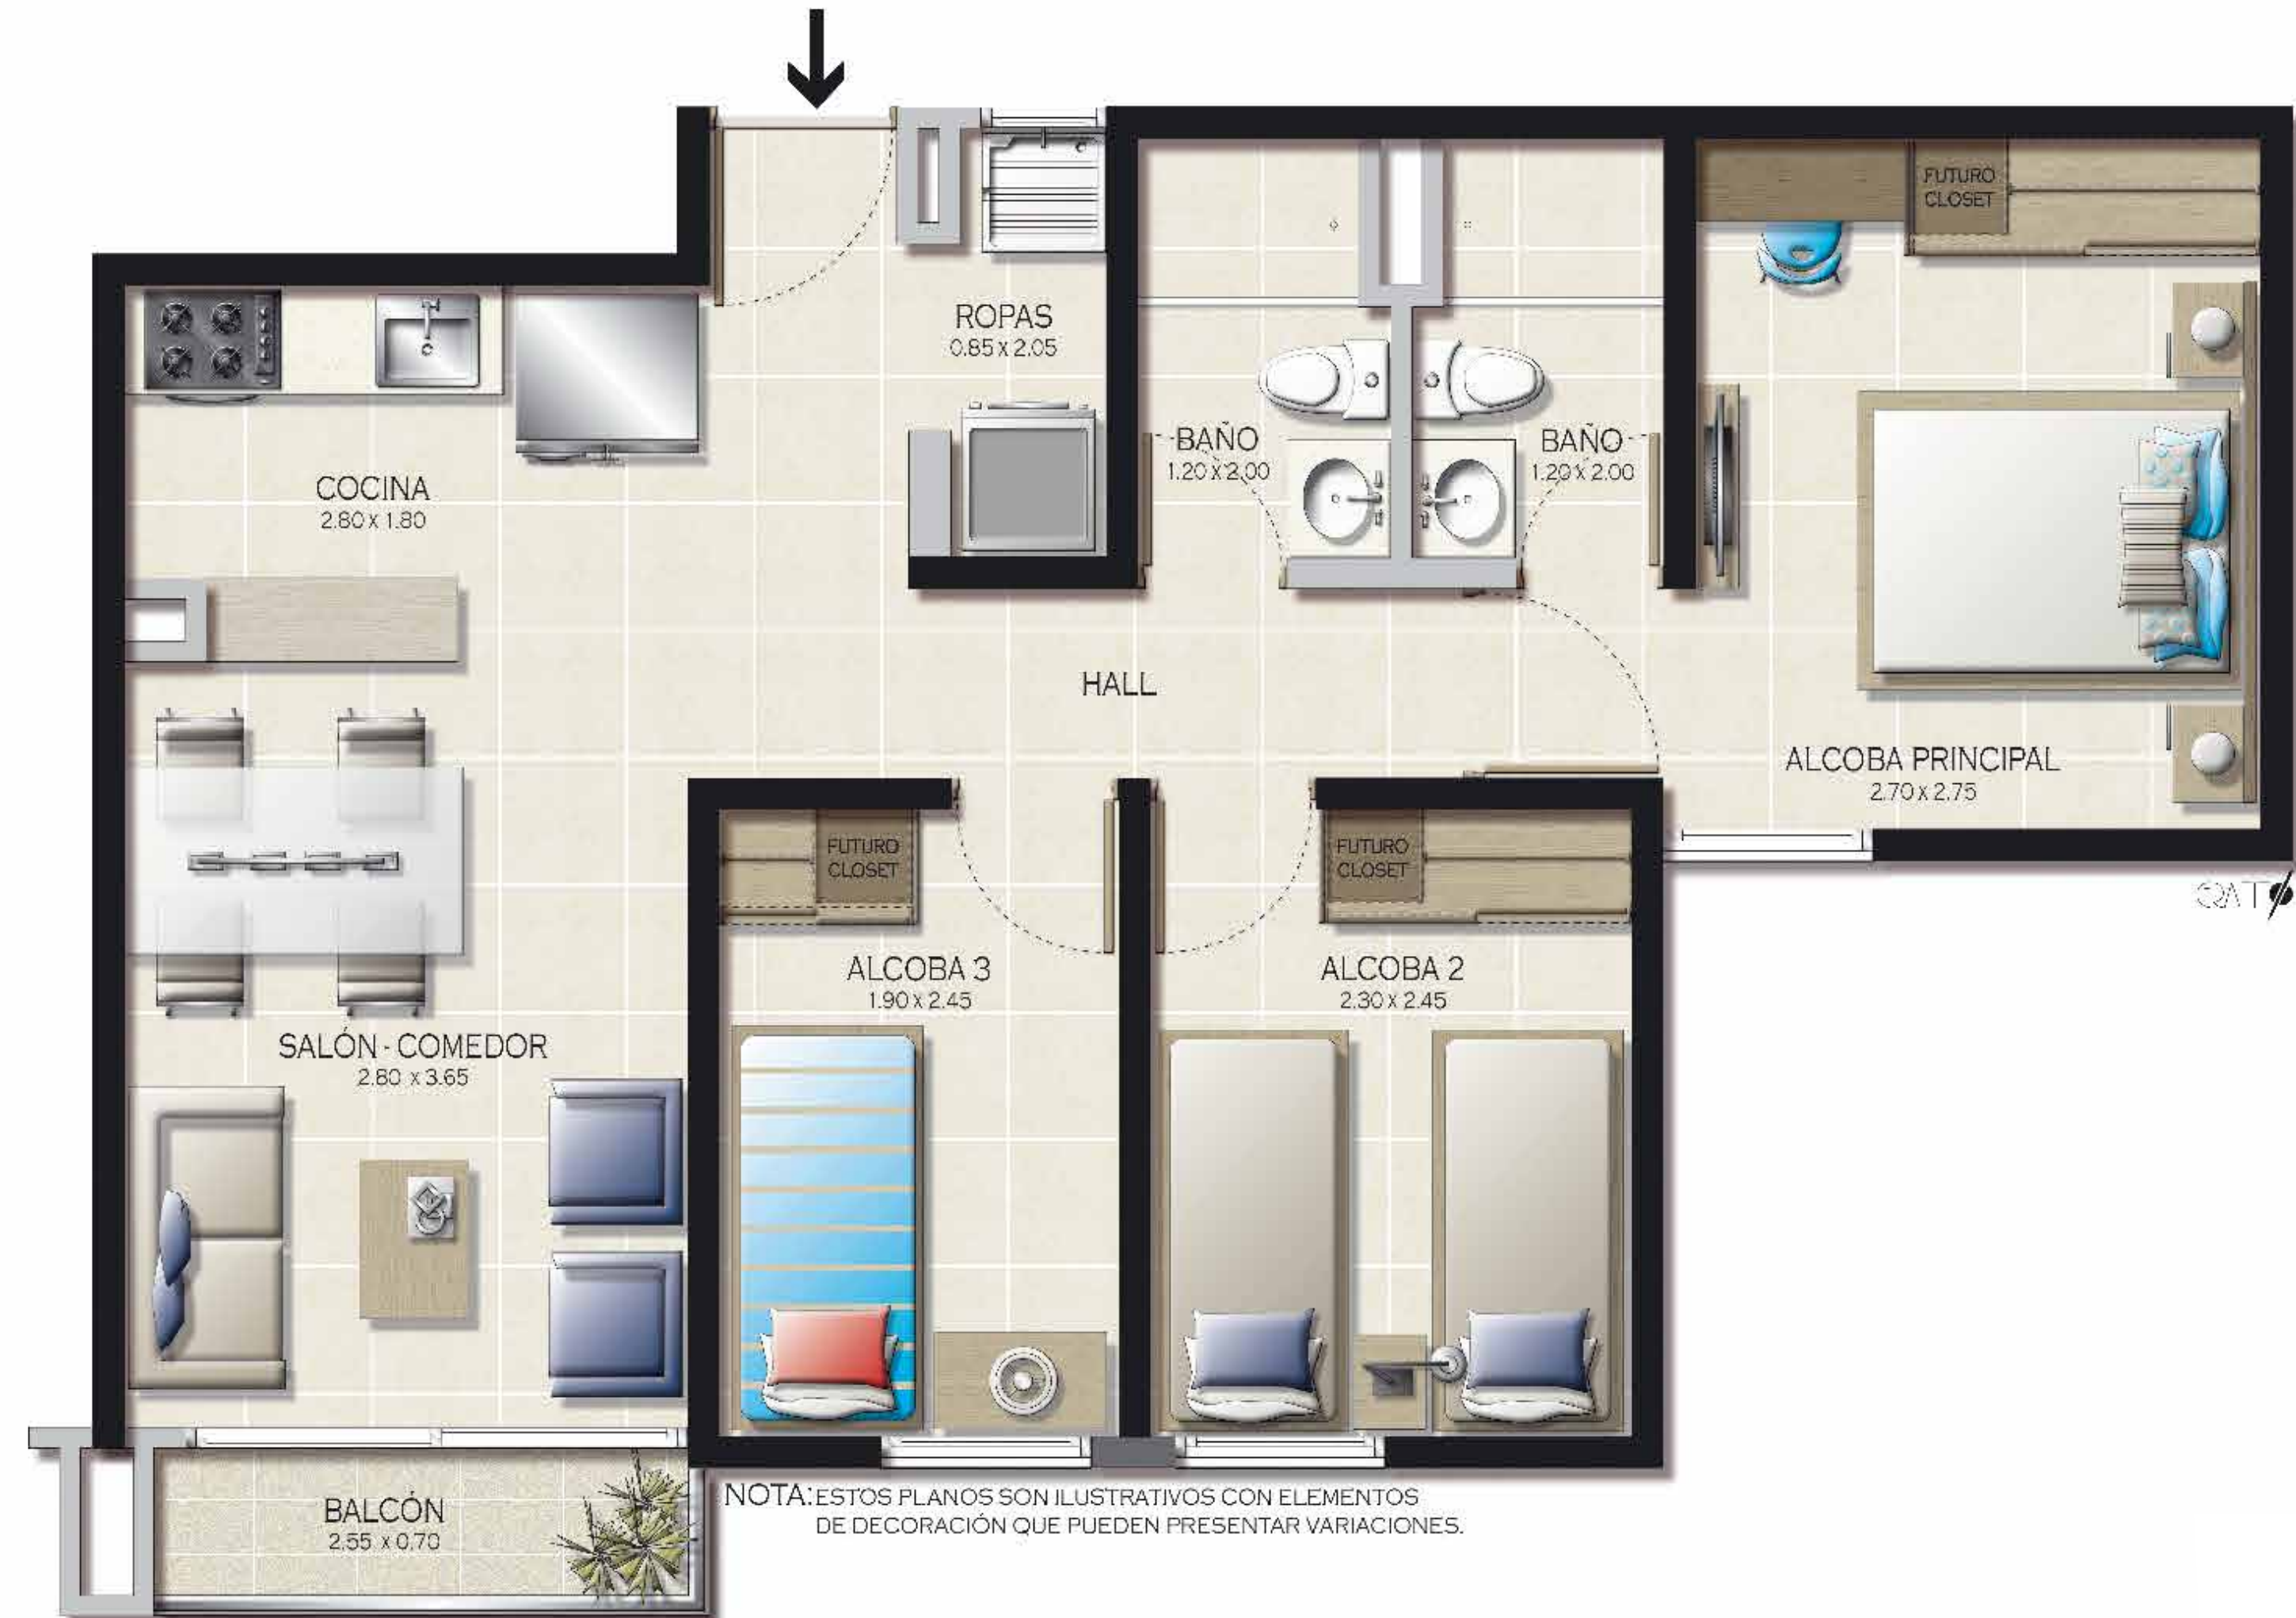 FUTURO
CLOSET
ROPAS
0.85 x 2.05
BAÑO
1.20 x 2.00
BAÑO
1.20 x 2.00
COCINA
2.80 x 1.80
HALL
ALCOBA PRINCIPAL
2.70 x 2.75
FUTURO
CLOSET
FUTURO
CLOSET
ALCOBA 3
1.90 x 2.45
ALCOBA 2
2.30 x 2.45
SALÓN - COMEDOR
2.80 x 3.65
BALCÓN
2.55 x 0.70
NOTA: ESTOS PLANOS SON ILUSTRATIVOS CON ELEMENTOS
DE DECORACIÓN QUE PUEDEN PRESENTAR VARIACIONES.